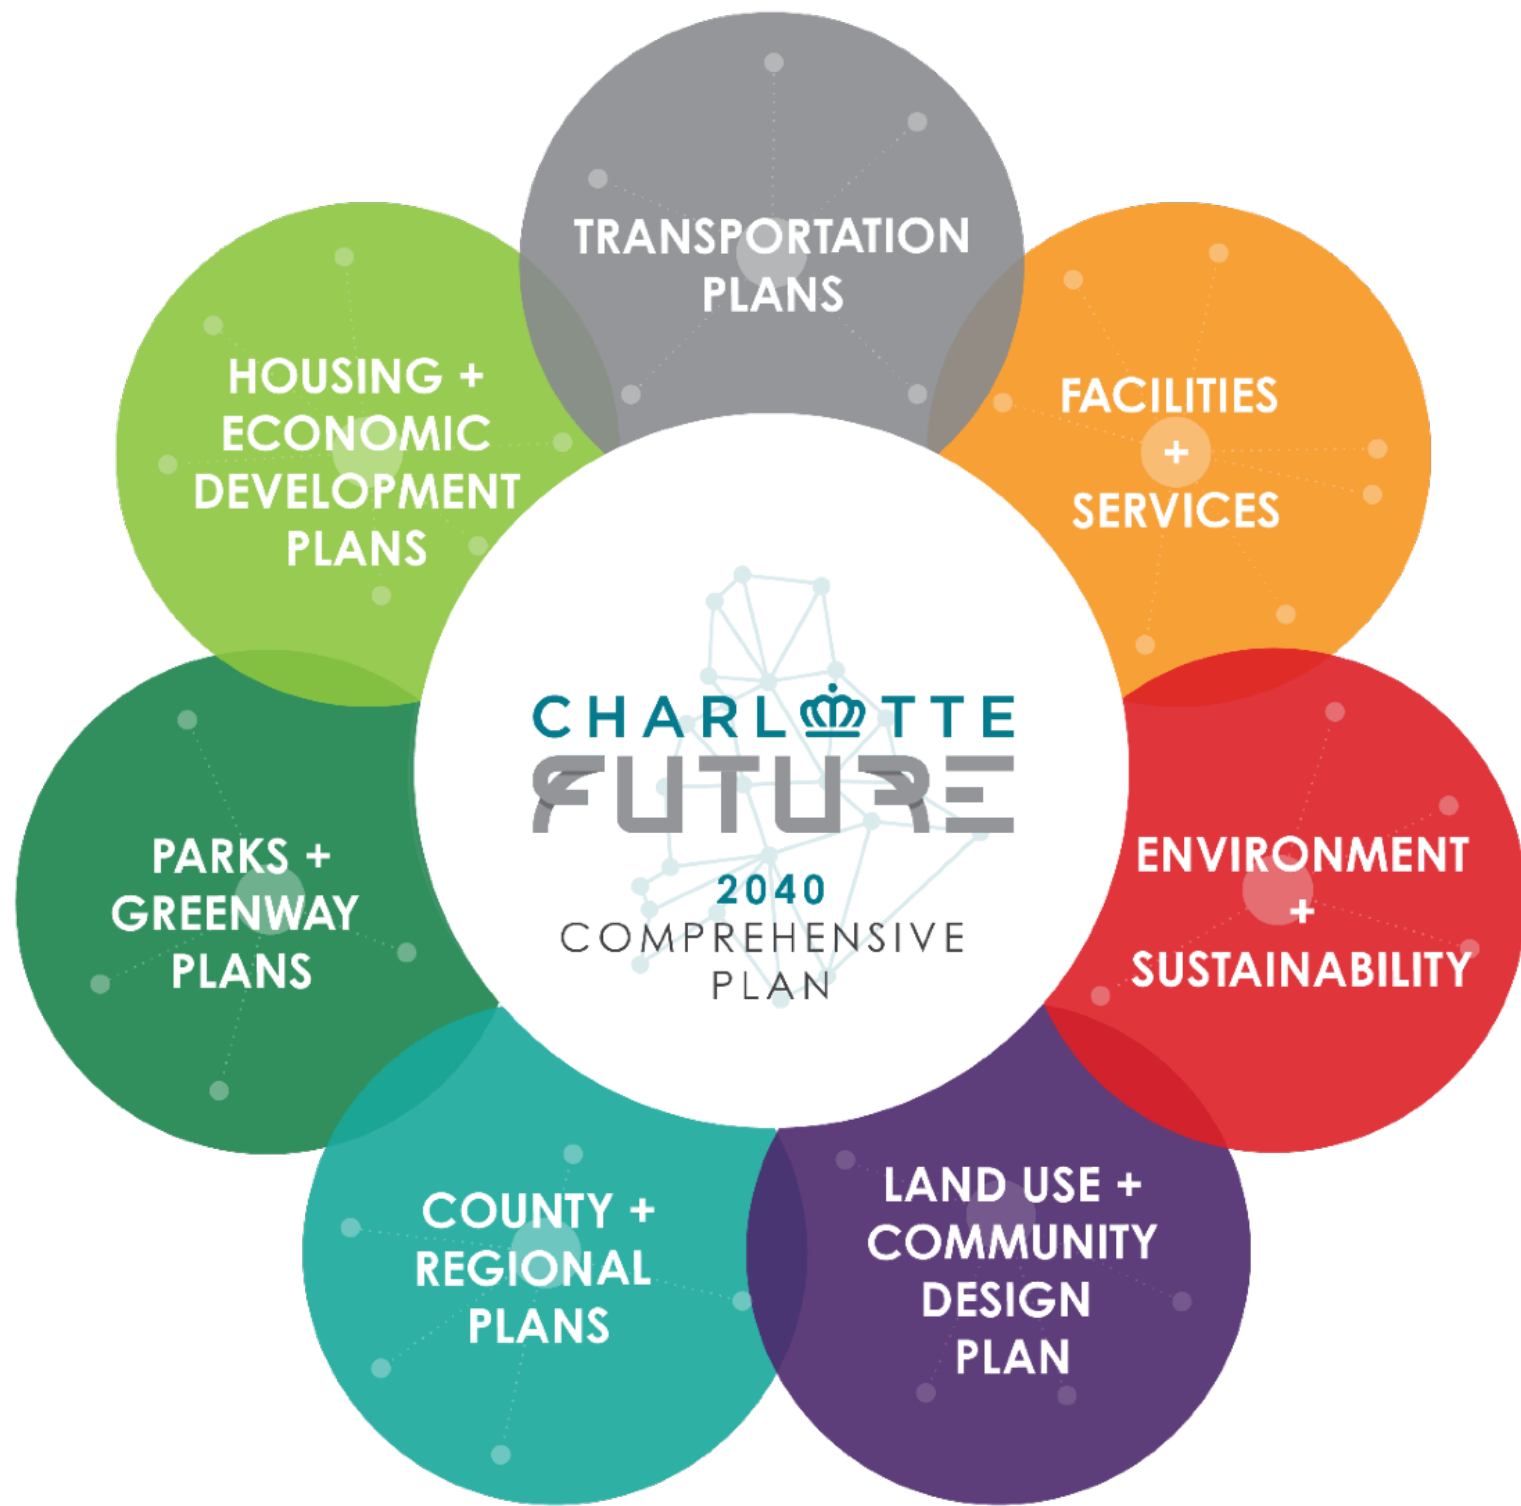 TRANSPORTATION
PLANS
FACILITIES
+
SERVICES
ENVIRONMENT
+
SUSTAINABILITY
LAND USE +
COMMUNITY
DESIGN
PLAN
COUNTY +
REGIONAL
PLANS
PARKS +
GREENWAY
PLANS
HOUSING +
ECONOMIC
DEVELOPMENT
PLANS
CHARLOTTE
FUTURE
2040
COMPREHENSIVE
PLAN